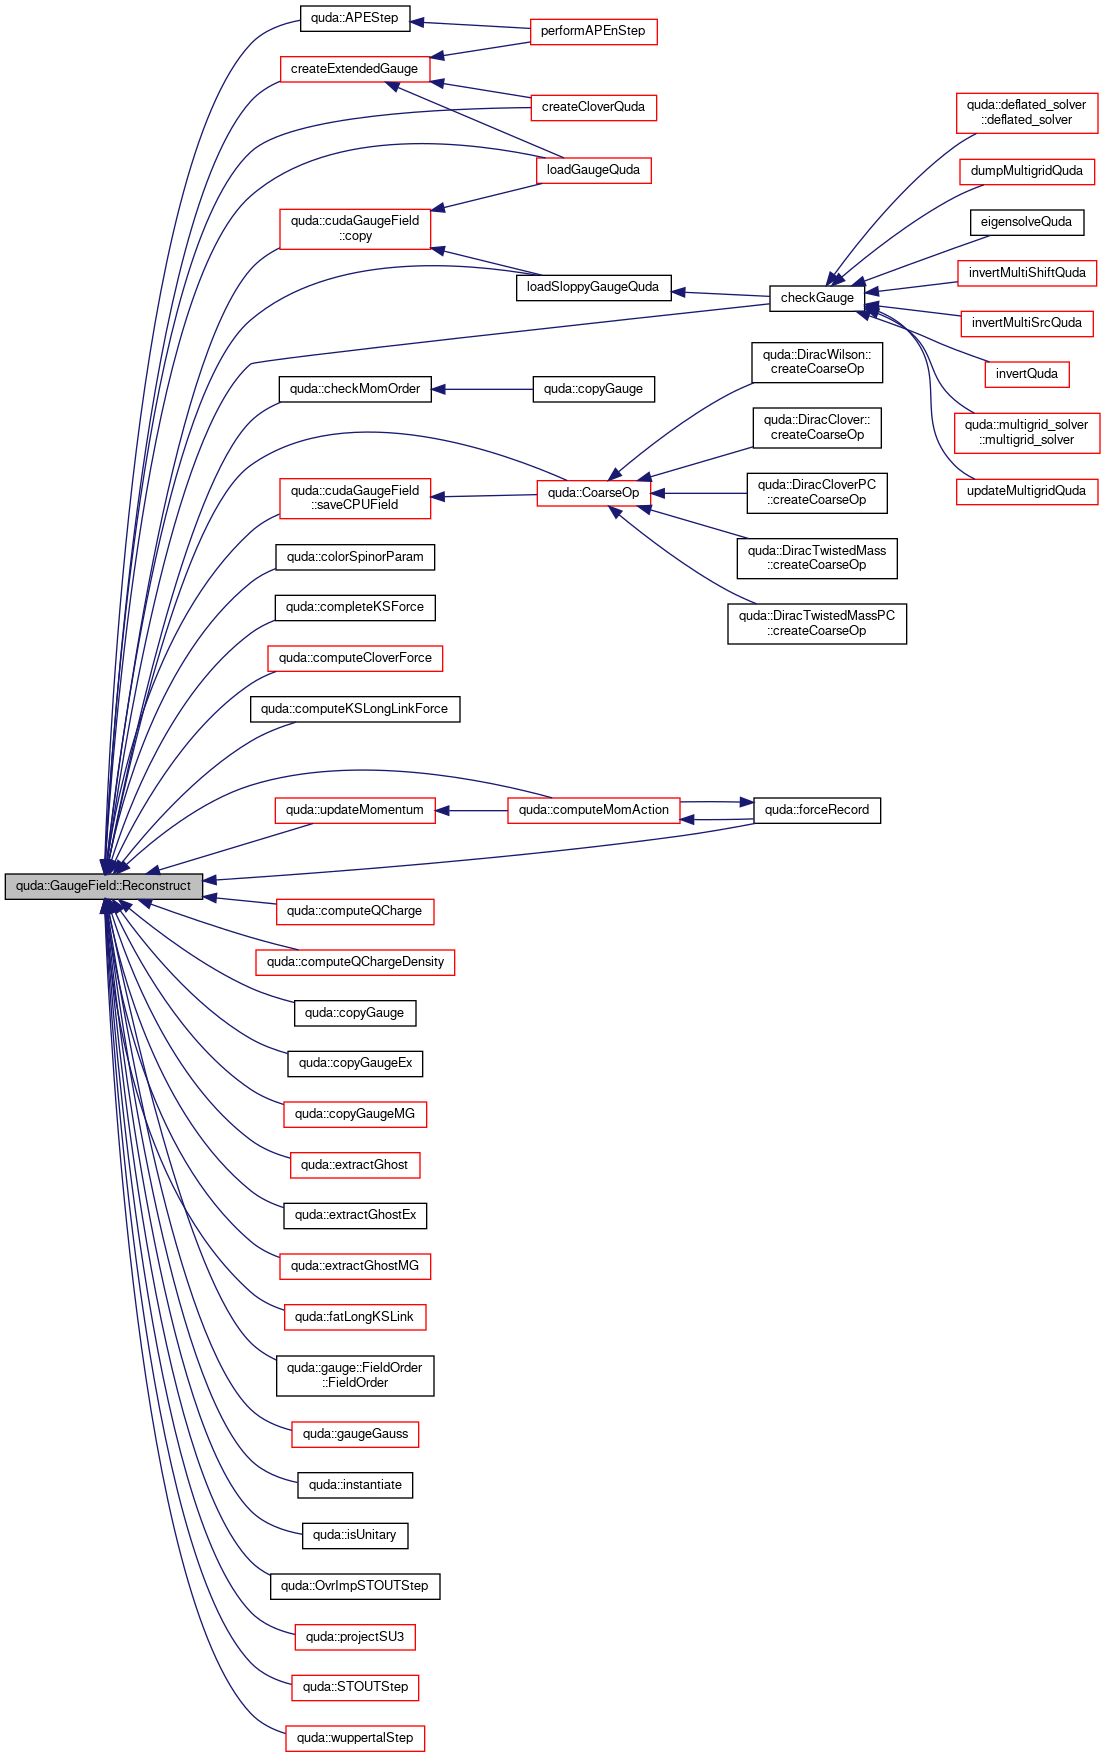 quda::APEStep
performAPEnStep
createExtendedGauge
createCloverQuda
quda::deflated_solver
::deflated_solver
loadGaugeQuda
dumpMultigridQuda
quda::cudaGaugeField
::copy
eigensolveQuda
invertMultiShiftQuda
loadSloppyGaugeQuda
checkGauge
invertMultiSrcQuda
quda::DiracWilson::
createCoarseOp
invertQuda
quda::checkMomOrder
quda::copyGauge
quda::DiracClover::
createCoarseOp
quda::multigrid_solver
::multigrid_solver
quda::cudaGaugeField
::saveCPUField
quda::CoarseOp
quda::DiracCloverPC
::createCoarseOp
updateMultigridQuda
quda::colorSpinorParam
quda::DiracTwistedMass
::createCoarseOp
quda::completeKSForce
quda::DiracTwistedMassPC
::createCoarseOp
quda::computeCloverForce
quda::computeKSLongLinkForce
quda::updateMomentum
quda::computeMomAction
quda::forceRecord
quda::GaugeField::Reconstruct
quda::computeQCharge
quda::computeQChargeDensity
quda::copyGauge
quda::copyGaugeEx
quda::copyGaugeMG
quda::extractGhost
quda::extractGhostEx
quda::extractGhostMG
quda::fatLongKSLink
quda::gauge::FieldOrder
::FieldOrder
quda::gaugeGauss
quda::instantiate
quda::isUnitary
quda::OvrImpSTOUTStep
quda::projectSU3
quda::STOUTStep
quda::wuppertalStep